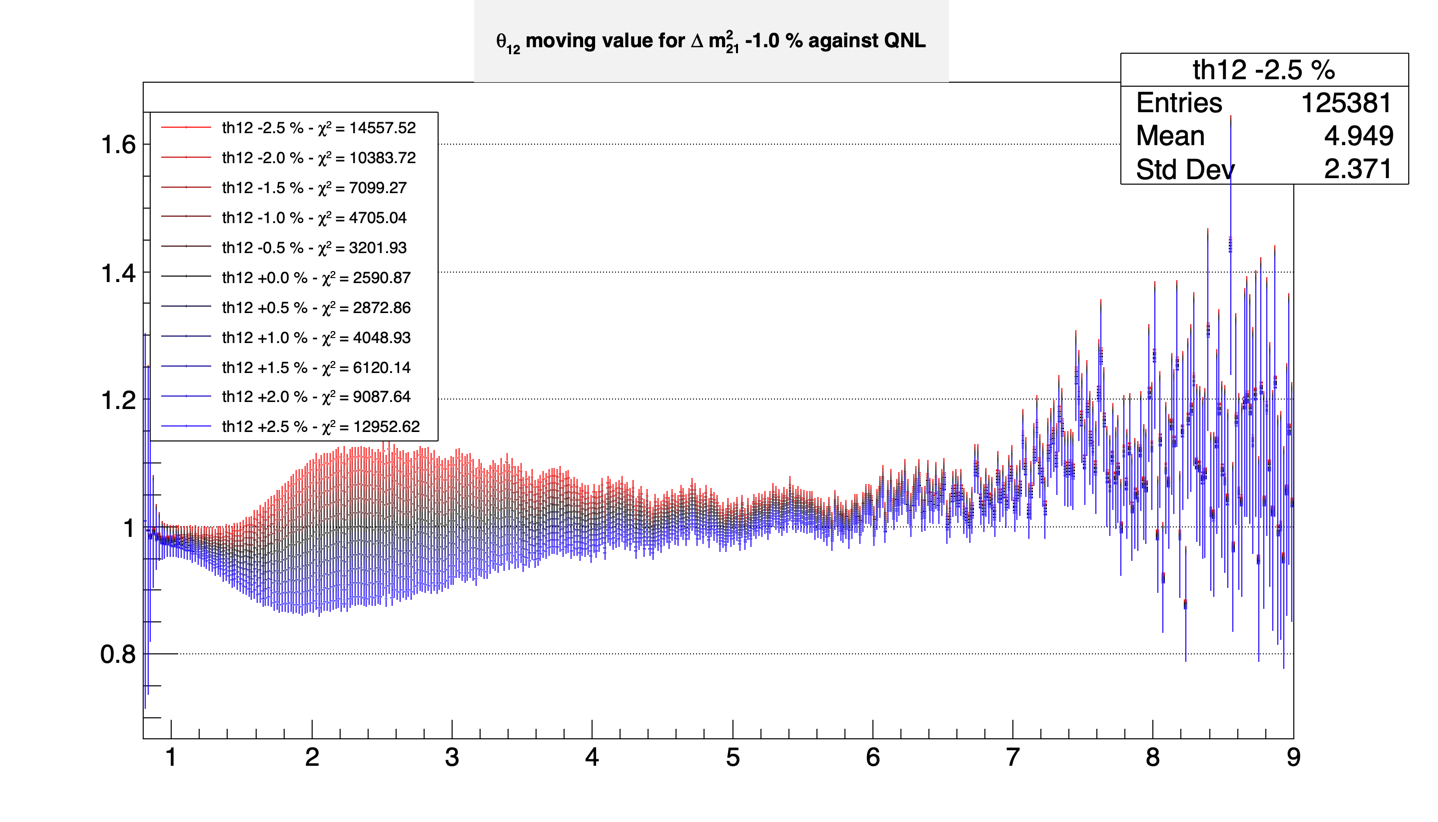 θ12 moving value for Δ m²21 -1.0 % against QNL
th12 -2.5 %
Entries 125381
Mean 4.949
Std Dev 2.371
th12 -2.5 % - χ² = 14557.52
th12 -2.0 % - χ² = 10383.72
th12 -1.5 % - χ² = 7099.27
th12 -1.0 % - χ² = 4705.04
th12 -0.5 % - χ² = 3201.93
th12 +0.0 % - χ² = 2590.87
th12 +0.5 % - χ² = 2872.86
th12 +1.0 % - χ² = 4048.93
th12 +1.5 % - χ² = 6120.14
th12 +2.0 % - χ² = 9087.64
th12 +2.5 % - χ² = 12952.62
1.6
1.4
1.2
1
0.8
1 2 3 4 5 6 7 8 9